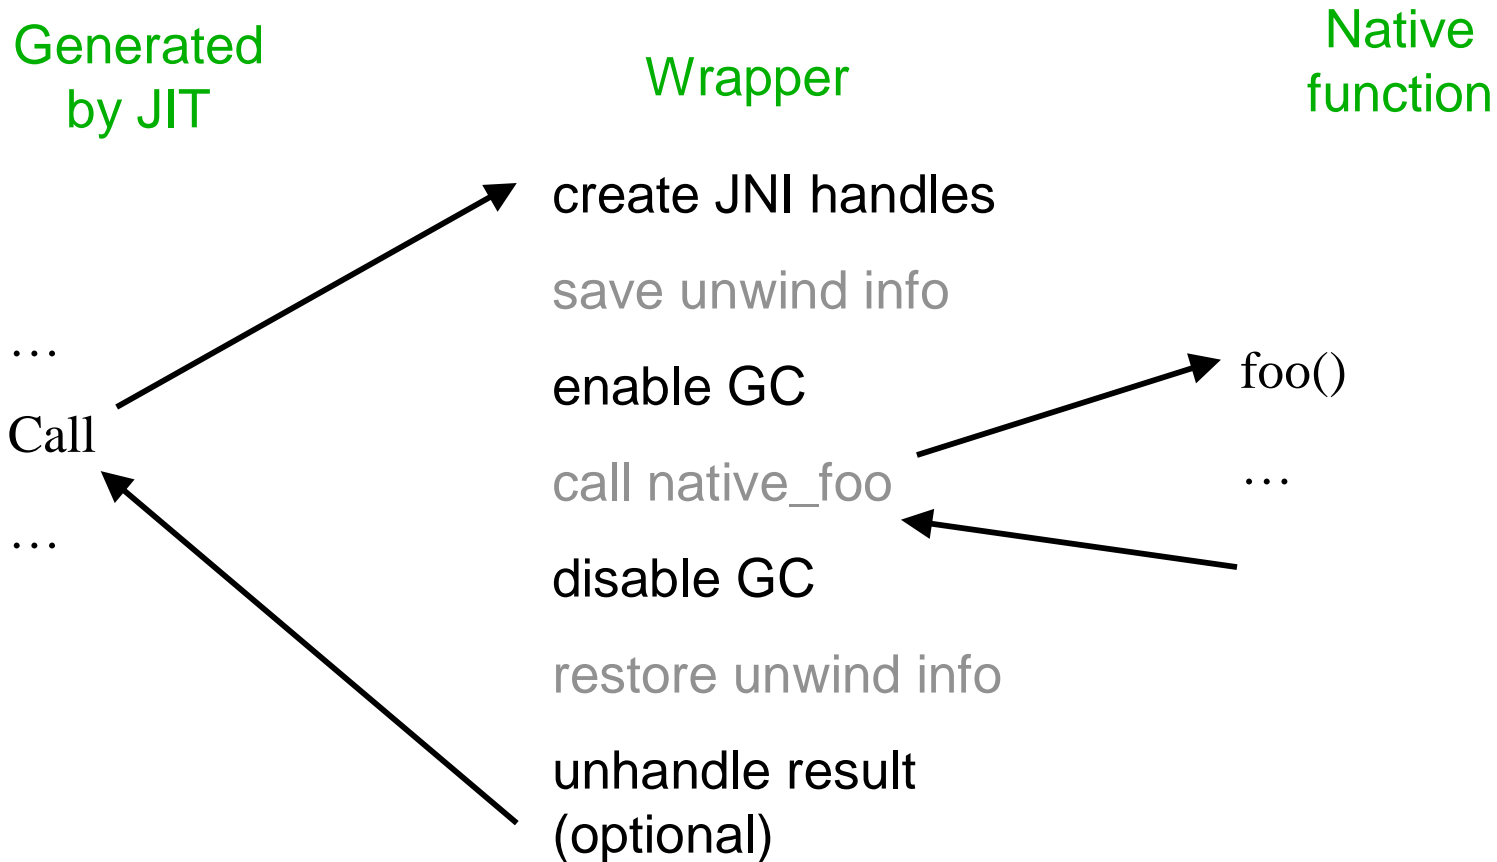 Generated
by JIT
Wrapper
Native
function
create JNI handles
save unwind info
enable GC
call native_foo
disable GC
restore unwind info
unhandle result
(optional)
…
Call
…
foo()
…